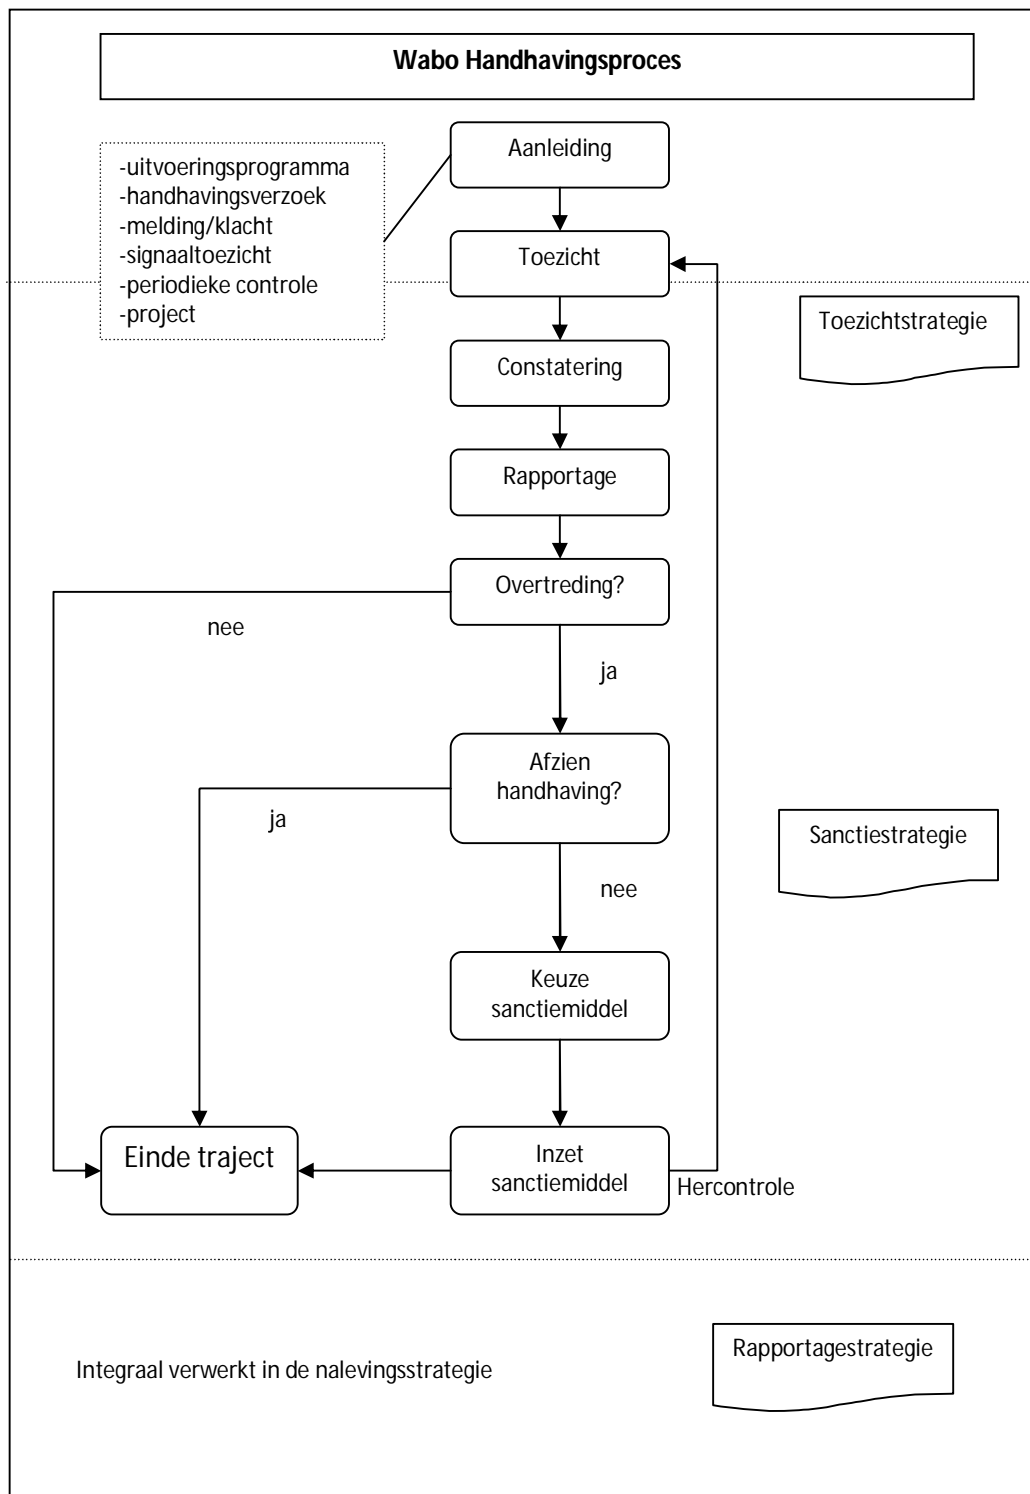 Wabo Handhavingsproces
Aanleiding
-uitvoeringsprogramma
-handhavingsverzoek
-melding/klacht
-signaaltoezicht
-periodieke controle
-project
Toezicht
Toezichtstrategie
Constatering
Rapportage
Overtreding?
nee
ja
Afzien
handhaving?
ja
Sanctiestrategie
nee
Keuze
sanctiemiddel
Einde traject
Inzet
sanctiemiddel
Hercontrole
Rapportagestrategie
Integraal verwerkt in de nalevingsstrategie